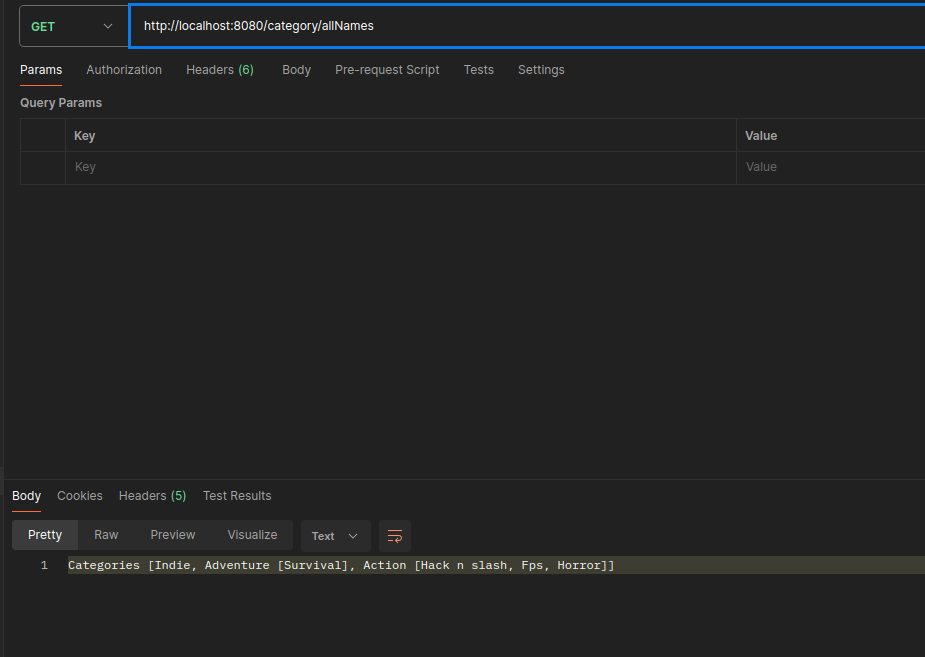 GET http://localhost:8080/category/allNames
Params Authorization Headers (6) Body Pre-request Script Tests Settings
Query Params
Key Value
Key Value
Body Cookies Headers (5) Test Results
Pretty Raw Preview Visualize Text
1 Categories [Indie, Adventure [Survival], Action [Hack n slash, Fps, Horror]]